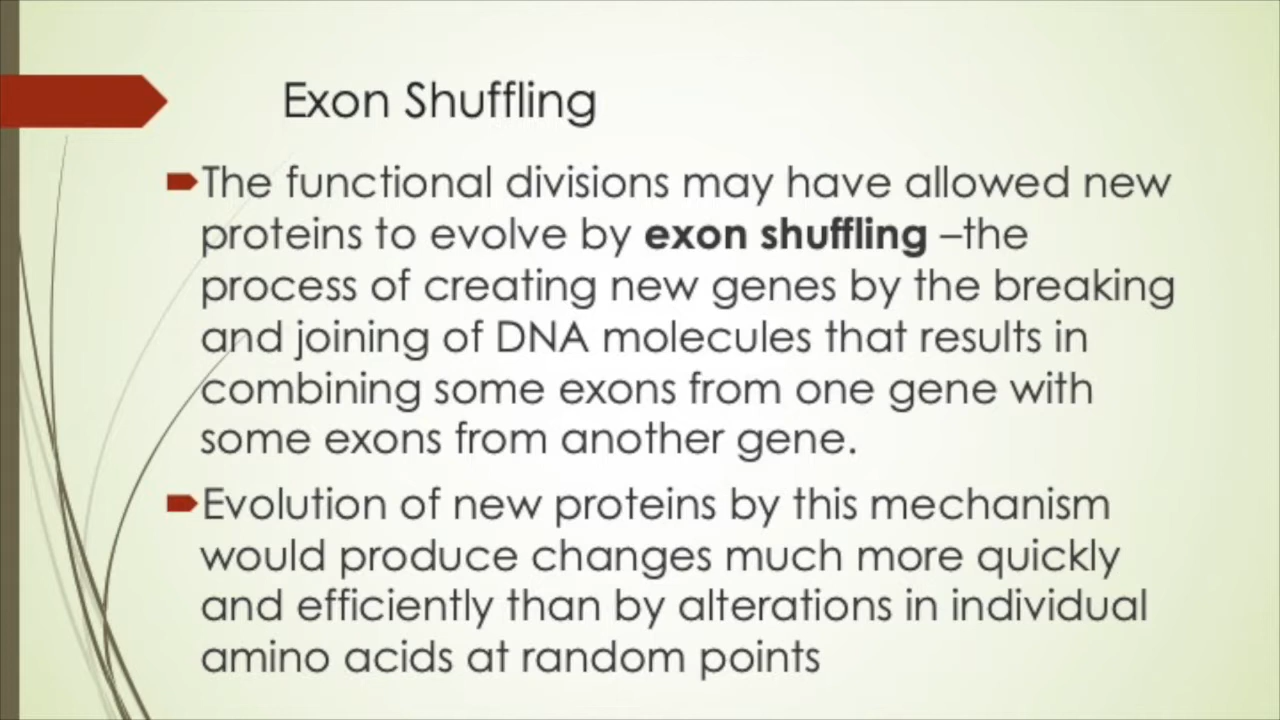 Exon Shuffling
The functional divisions may have allowed new
proteins to evolve by exon shuffling –the
process of creating new genes by the breaking
and joining of DNA molecules that results in
combining some exons from one gene with
some exons from another gene.
Evolution of new proteins by this mechanism
would produce changes much more quickly
and efficiently than by alterations in individual
amino acids at random points